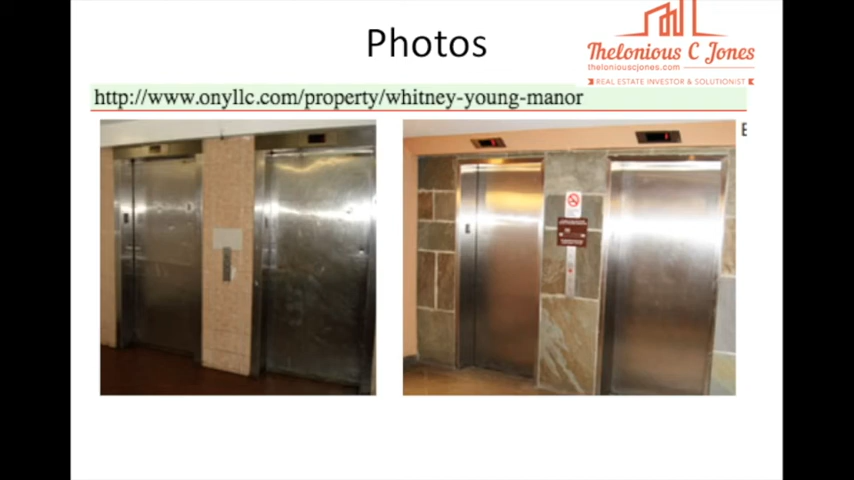 Photos
Thelonious C Jones
theloniouscjones.com
REAL ESTATE INVESTOR & SOLUTIONIST
http://www.onyllc.com/property/whitney-young-manor
E